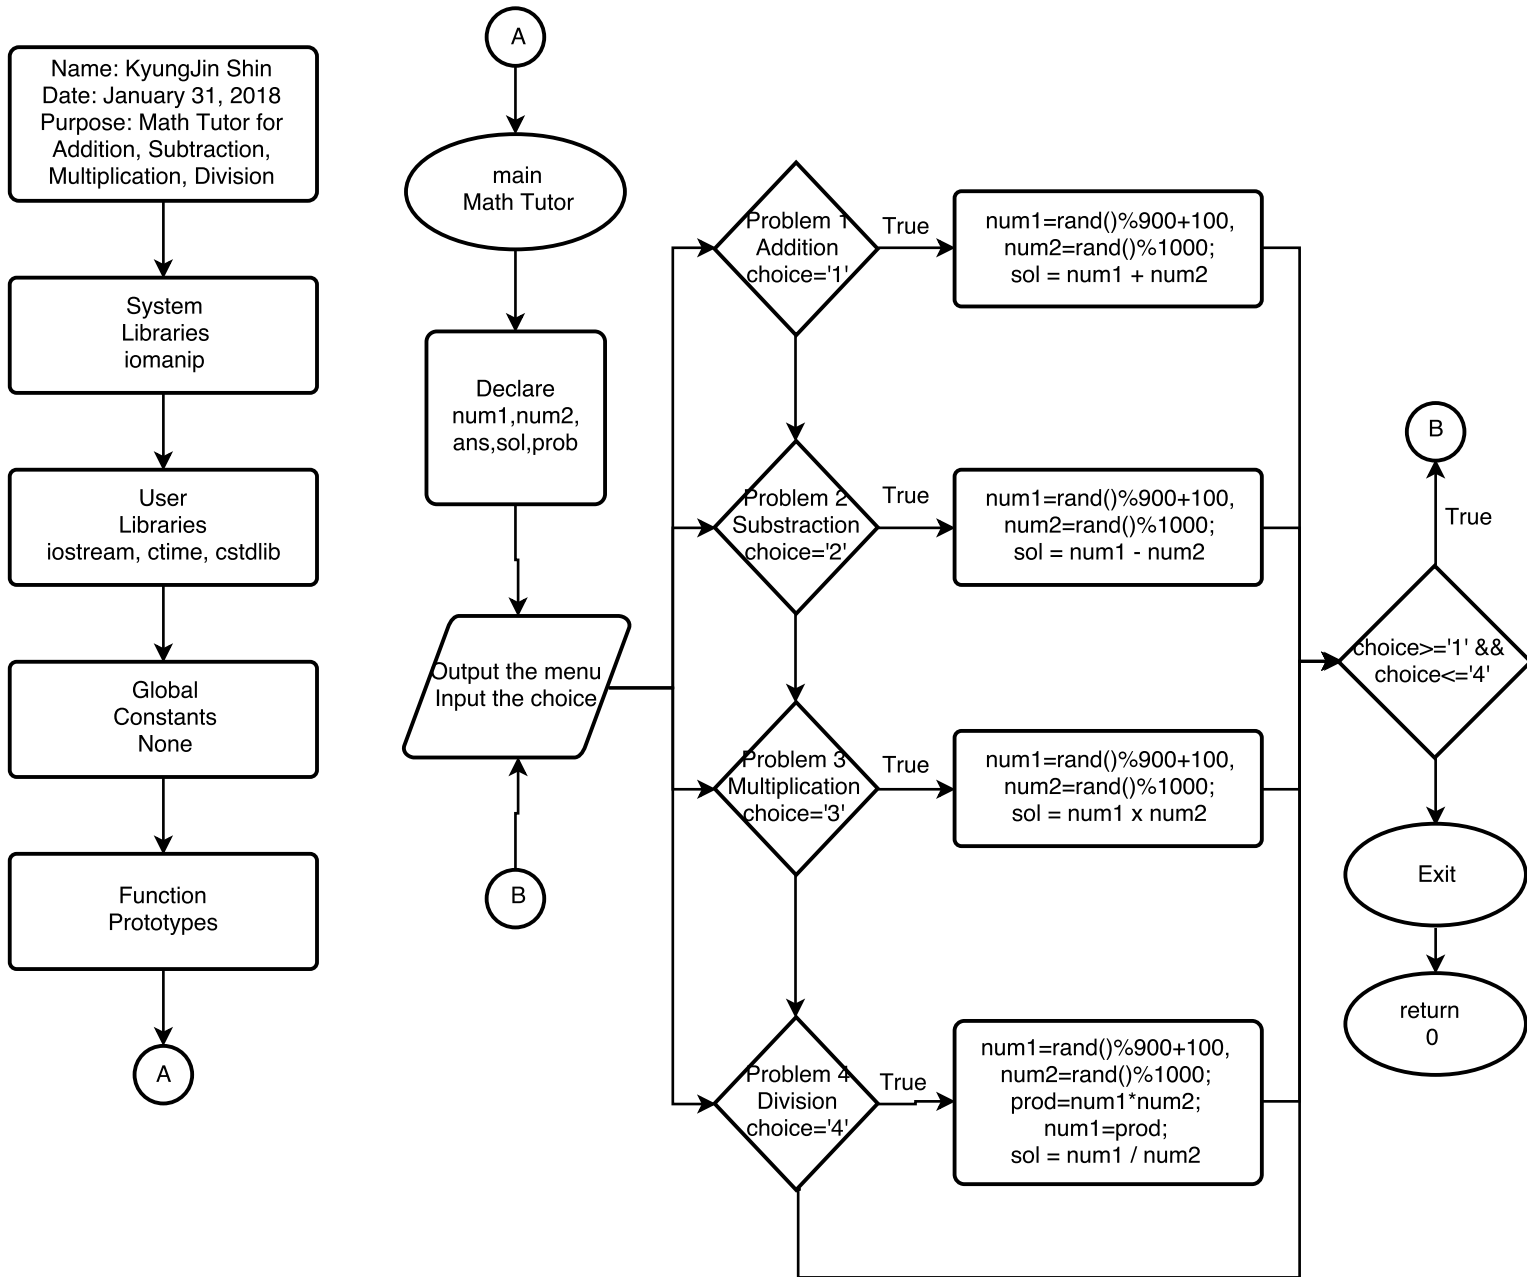 Name: KyungJin Shin
Date: January 31, 2018
Purpose: Math Tutor for
Addition, Subtraction,
Multiplication, Division
System
Libraries
iomanip
User
Libraries
iostream, ctime, cstdlib
Global
Constants
None
Function
Prototypes
A
A
main
Math Tutor
Declare
num1,num2,
ans,sol,prob
Output the menu
Input the choice
B
Problem 1
Addition
choice='1'
True
num1=rand()%900+100,
num2=rand()%1000;
sol = num1 + num2
Problem 2
Substraction
choice='2'
True
num1=rand()%900+100,
num2=rand()%1000;
sol = num1 - num2
Problem 3
Multiplication
choice='3'
True
num1=rand()%900+100,
num2=rand()%1000;
sol = num1 x num2
Problem 4
Division
choice='4'
True
num1=rand()%900+100,
num2=rand()%1000;
prod=num1*num2;
num1=prod;
sol = num1 / num2
B
True
choice>='1' &&
choice<='4'
Exit
return
0